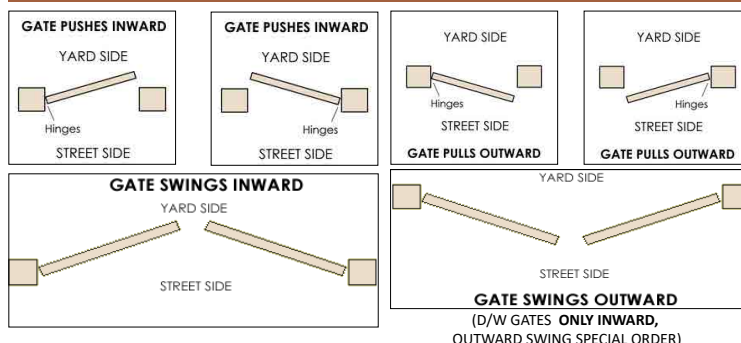 GATE PUSHES INWARD
YARD SIDE
Hinges
STREET SIDE
GATE PUSHES INWARD
YARD SIDE
Hinges
STREET SIDE
YARD SIDE
Hinges
STREET SIDE
GATE PULLS OUTWARD
YARD SIDE
Hinges
STREET SIDE
GATE PULLS OUTWARD
GATE SWINGS INWARD
YARD SIDE
STREET SIDE
YARD SIDE
STREET SIDE
GATE SWINGS OUTWARD
(D/W GATES ONLY INWARD,
OUTWARD SWING SPECIAL ORDER)